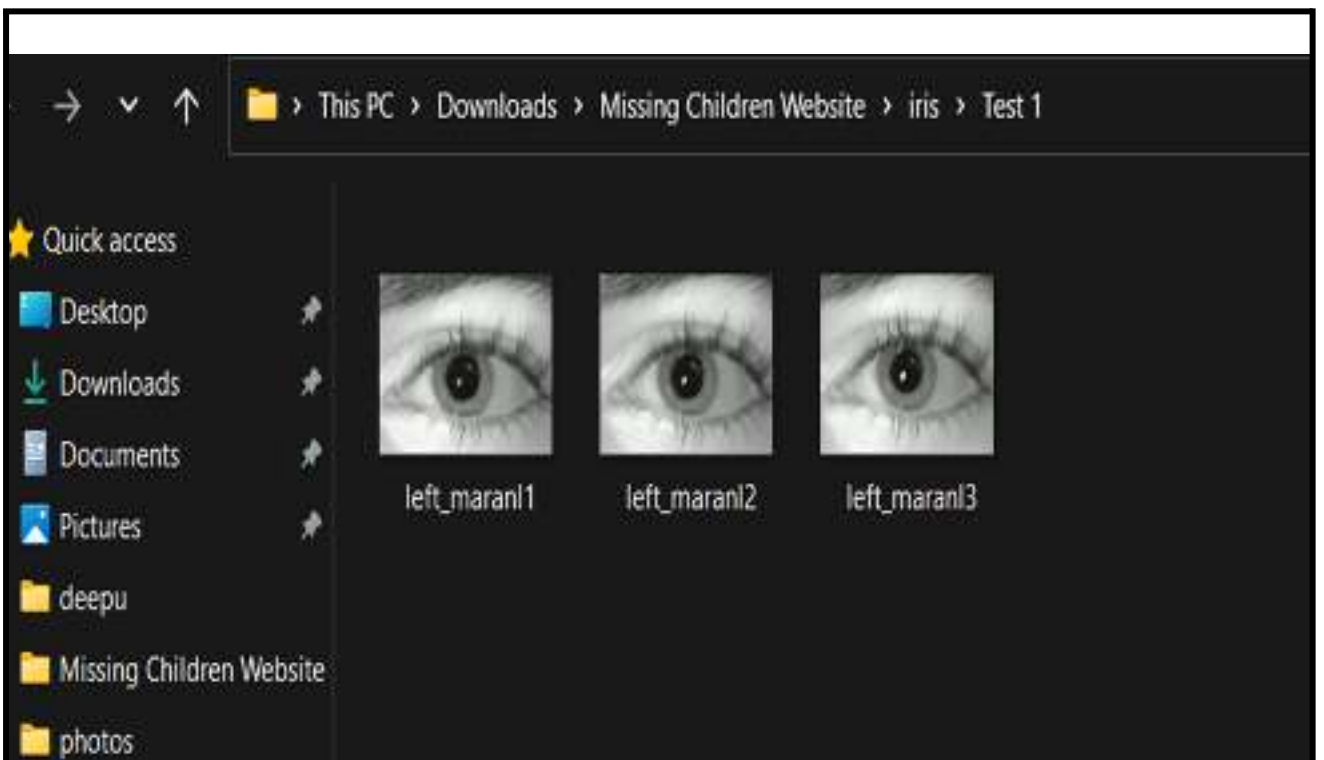 This PC > Downloads > Missing Children Website > iris > Test 1
Quick access
Desktop
Downloads
Documents
Pictures
deepu
Missing Children Website
photos
left_maranl1
left_maranl2
left_maranl3